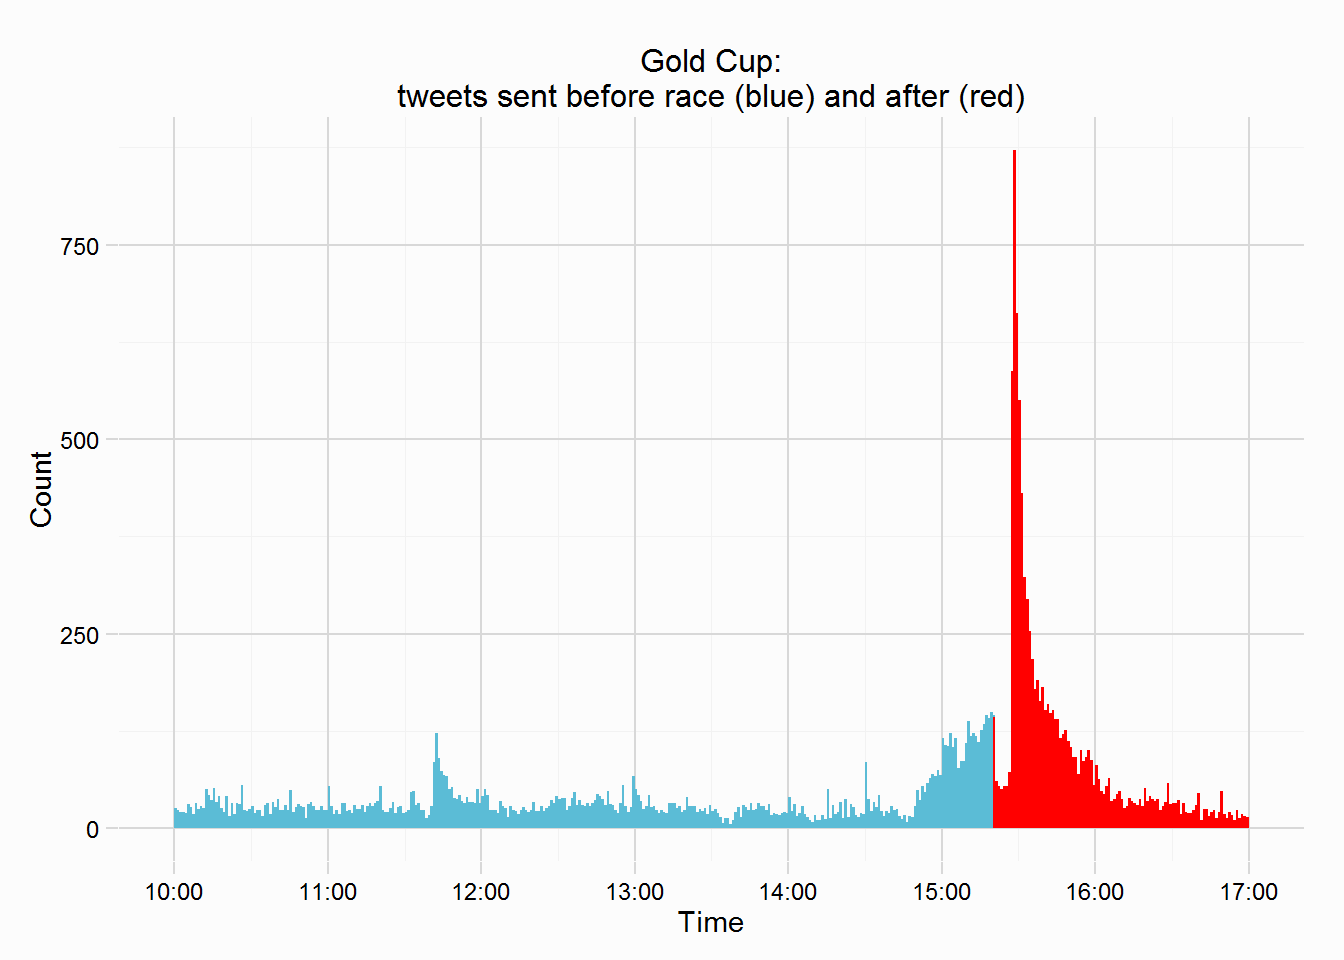 Gold Cup:
tweets sent before race (blue) and after (red)
750
500
250
0
Count
10:00 11:00 12:00 13:00 14:00 15:00 16:00 17:00
Time